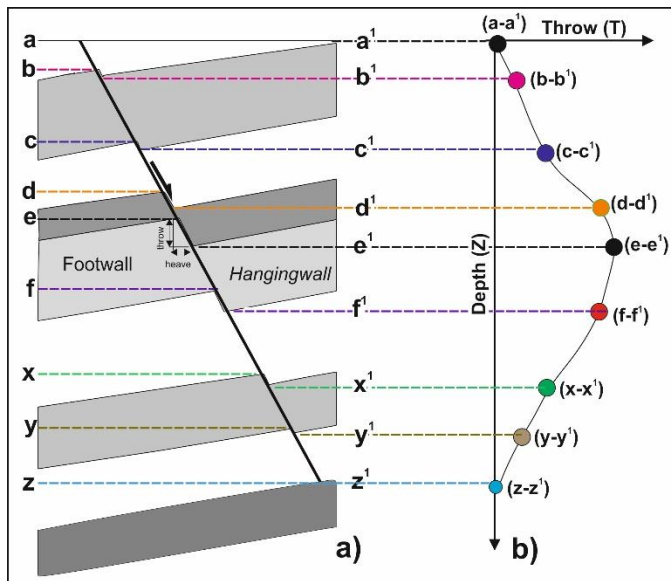 a
b
c
d
e
f
x
y
z
throw
heave
Footwall
Hangingwall
a¹
b¹
c¹
d¹
e¹
f¹
x¹
y¹
z¹
a)
(a-a¹)
Throw (T)
(b-b¹)
(c-c¹)
(d-d¹)
(e-e¹)
(f-f¹)
(x-x¹)
(y-y¹)
(z-z¹)
Depth (Z)
b)